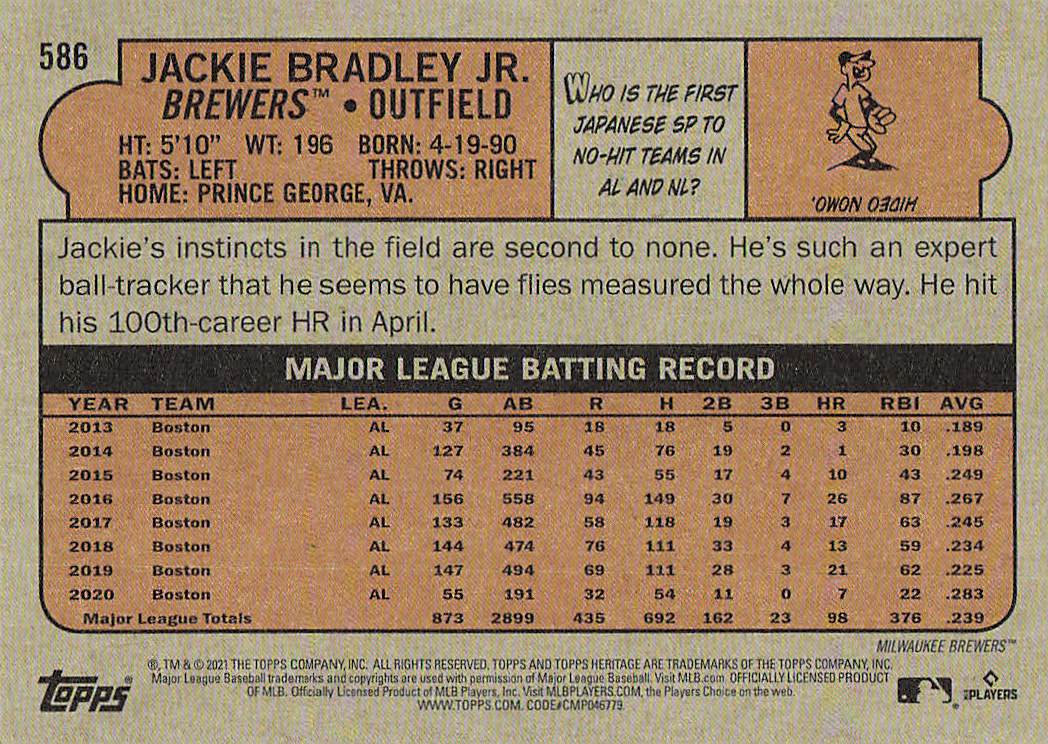 586
JACKIE BRADLEY JR.
BREWERS™ • OUTFIELD
HT: 5'10" WT: 196 BORN: 4-19-90
BATS: LEFT THROWS: RIGHT
HOME: PRINCE GEORGE, VA.
WHO IS THE FIRST
JAPANESE SP TO
NO-HIT TEAMS IN
AL AND NL?
HIDEO NOMO.
Jackie's instincts in the field are second to none. He's such an expert
ball-tracker that he seems to have flies measured the whole way. He hit
his 100th-career HR in April.
MAJOR LEAGUE BATTING RECORD
YEAR TEAM LEA. G AB R H 2B 3B HR RBI AVG
2013 Boston AL 37 95 18 18 5 0 3 10 .189
2014 Boston AL 127 384 45 76 19 2 1 30 .198
2015 Boston AL 74 221 43 55 17 4 10 43 .249
2016 Boston AL 156 558 94 149 30 7 26 87 .267
2017 Boston AL 133 482 58 118 19 3 17 63 .245
2018 Boston AL 144 474 76 111 33 4 13 59 .234
2019 Boston AL 147 494 69 111 28 3 21 62 .225
2020 Boston AL 55 191 32 54 11 0 7 22 .283
Major League Totals 873 2899 435 692 162 23 98 376 .239
MILWAUKEE BREWERS™
®, TM & © 2021 THE TOPPS COMPANY, INC. ALL RIGHTS RESERVED. TOPPS AND TOPPS HERITAGE ARE TRADEMARKS OF THE TOPPS COMPANY, INC.
Major League Baseball trademarks and copyrights are used with permission of Major League Baseball. Visit MLB.com. OFFICIALLY LICENSED PRODUCT
OF MLB. Officially Licensed Product of MLB Players, Inc. Visit MLBPLAYERS.COM, the Players Choice on the web.
WWW.TOPPS.COM. CODE#CMP046779.
Topps®
MLB PLAYERS